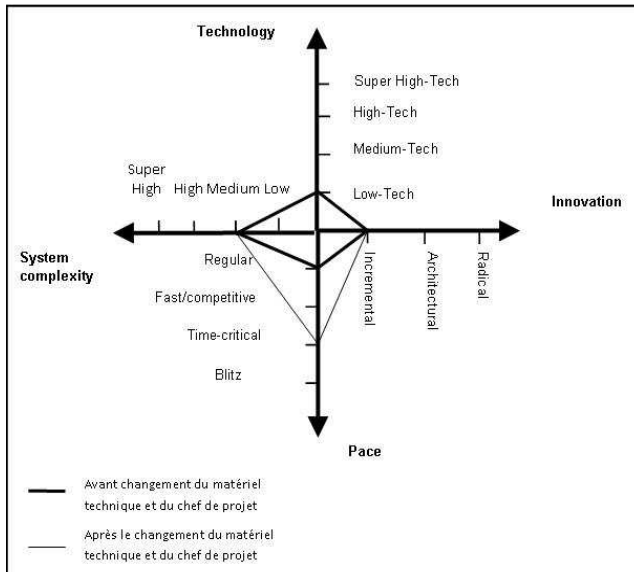 Technology
Super High-Tech
High-Tech
Medium-Tech
Low-Tech
Super
High High Medium Low
Innovation
System
complexity
Regular
Fast/competitive
Time-critical
Blitz
Incremental
Architectural
Radical
Pace
Avant changement du matériel
technique et du chef de projet
Après le changement du matériel
technique et du chef de projet